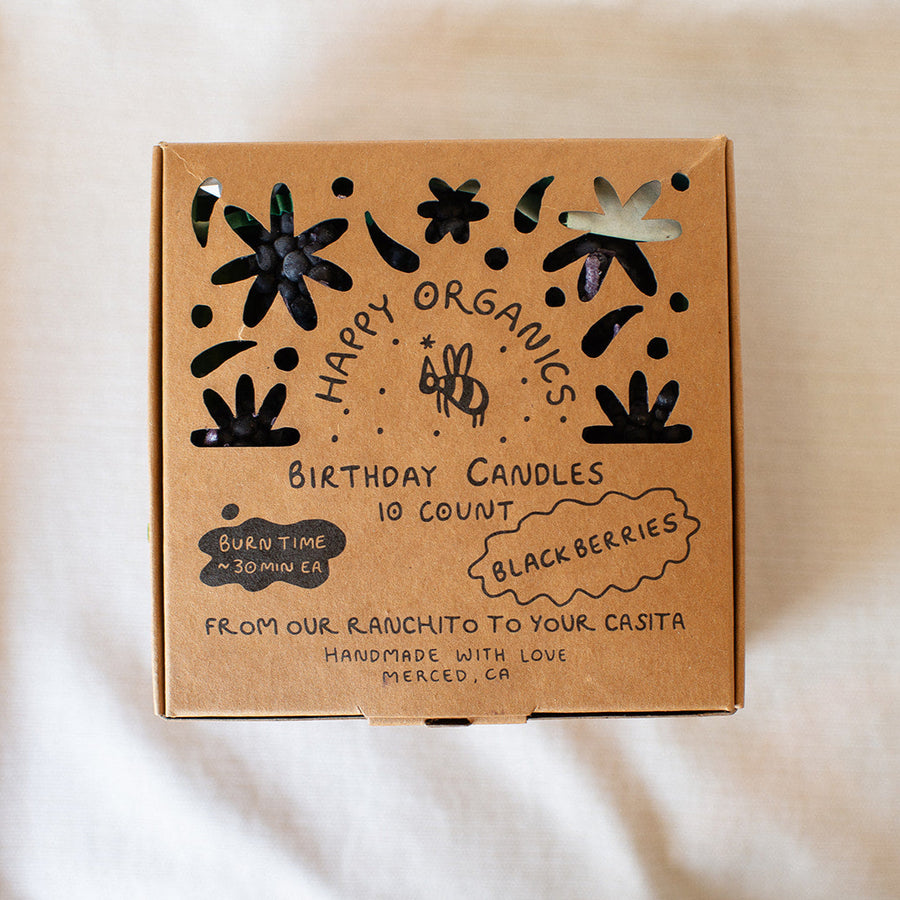 HAPPY ORGANICS
BIRTHDAY CANDLES
10 COUNT
BURN TIME
~30 MIN EA
BLACKBERRIES
FROM OUR RANCHITO TO YOUR CASITA
HANDMADE WITH LOVE
MERCED, CA